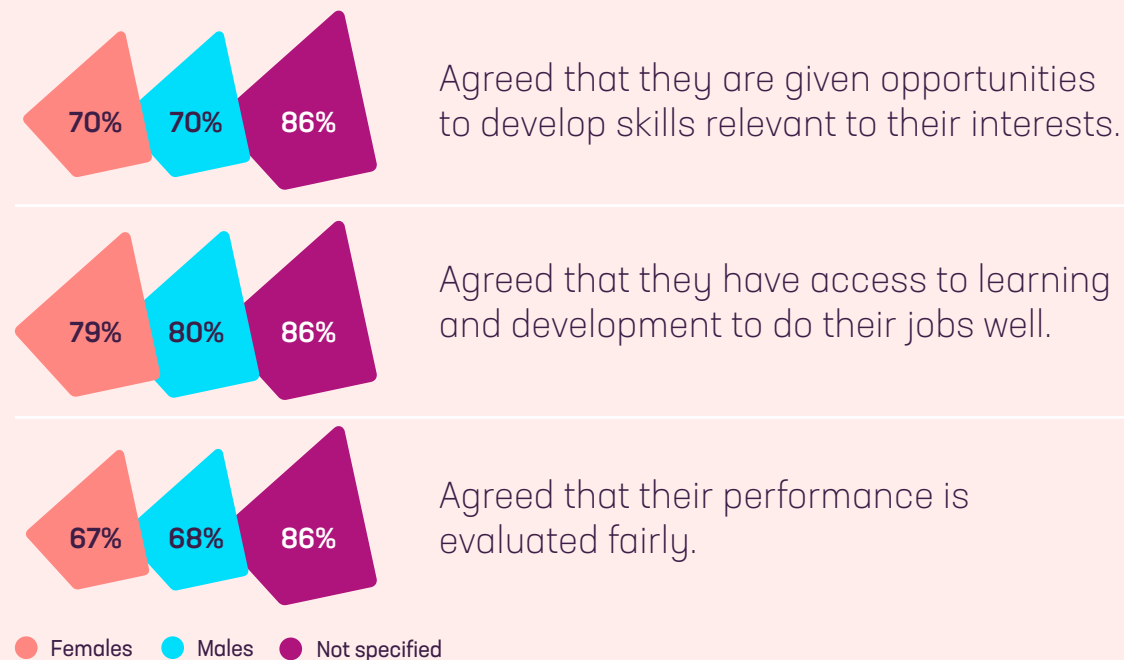 70% 70% 86%
Agreed that they are given opportunities
to develop skills relevant to their interests.
79% 80% 86%
Agreed that they have access to learning
and development to do their jobs well.
67% 68% 86%
Agreed that their performance is
evaluated fairly.
Females Males Not specified